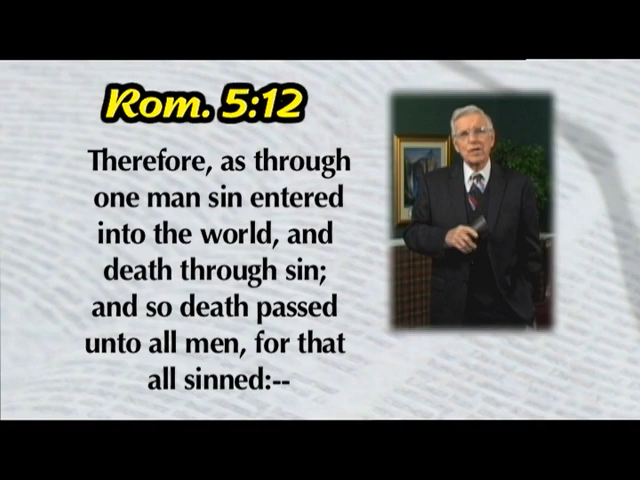 Rom. 5:12
Therefore, as through
one man sin entered
into the world, and
death through sin;
and so death passed
unto all men, for that
all sinned:--